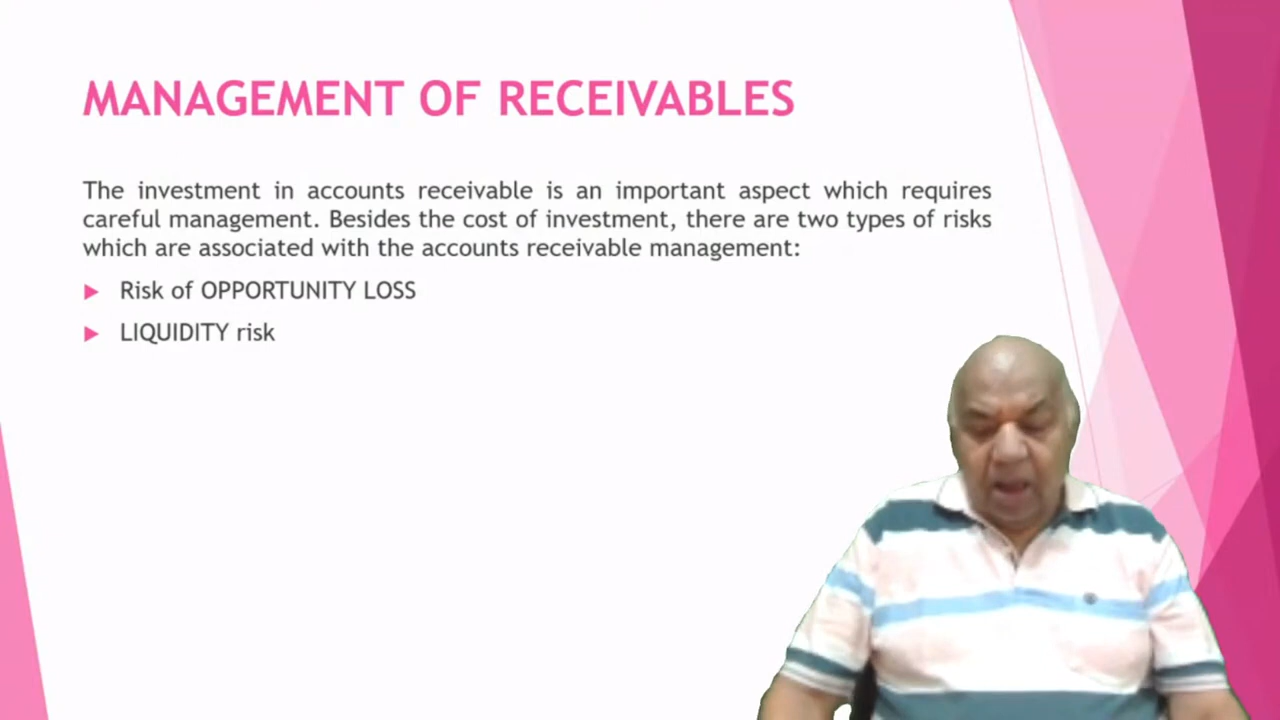 MANAGEMENT OF RECEIVABLES
The investment in accounts receivable is an important aspect which requires
careful management. Besides the cost of investment, there are two types of risks
which are associated with the accounts receivable management:
Risk of OPPORTUNITY LOSS
LIQUIDITY risk